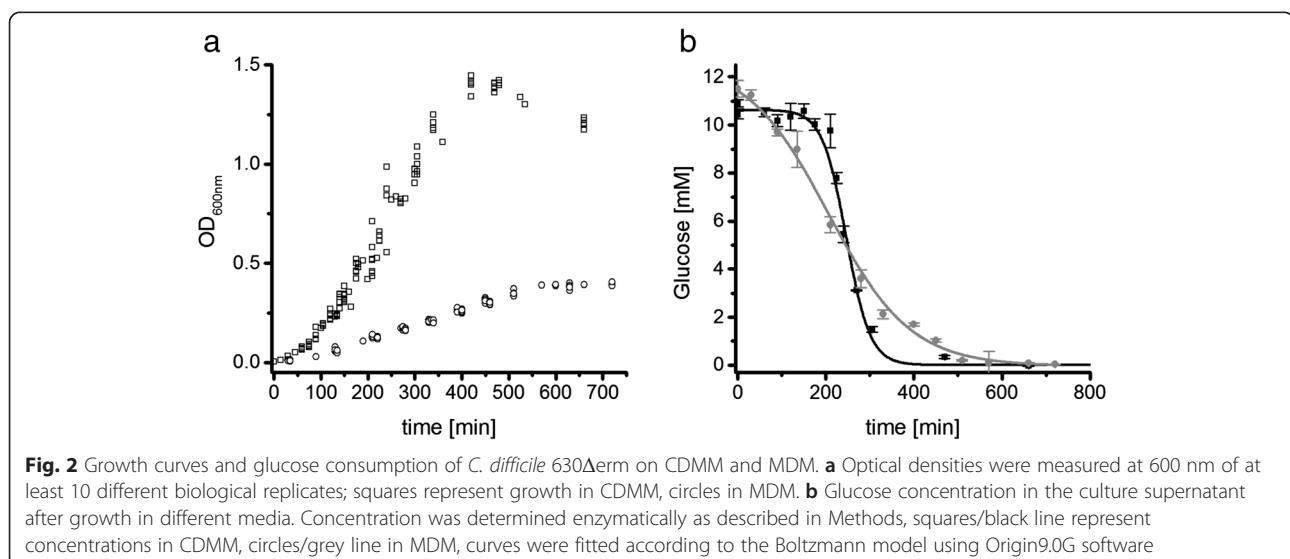 a
b
1.5
1.0
0.5
0.0
OD600nm
0 100 200 300 400 500 600 700
time [min]
12
10
8
6
4
2
0
Glucose [mM]
0 200 400 600 800
time [min]
Fig. 2 Growth curves and glucose consumption of C. difficile 630Δerm on CDMM and MDM. a Optical densities were measured at 600 nm of at
least 10 different biological replicates; squares represent growth in CDMM, circles in MDM. b Glucose concentration in the culture supernatant
after growth in different media. Concentration was determined enzymatically as described in Methods, squares/black line represent
concentrations in CDMM, circles/grey line in MDM, curves were fitted according to the Boltzmann model using Origin9.0G software